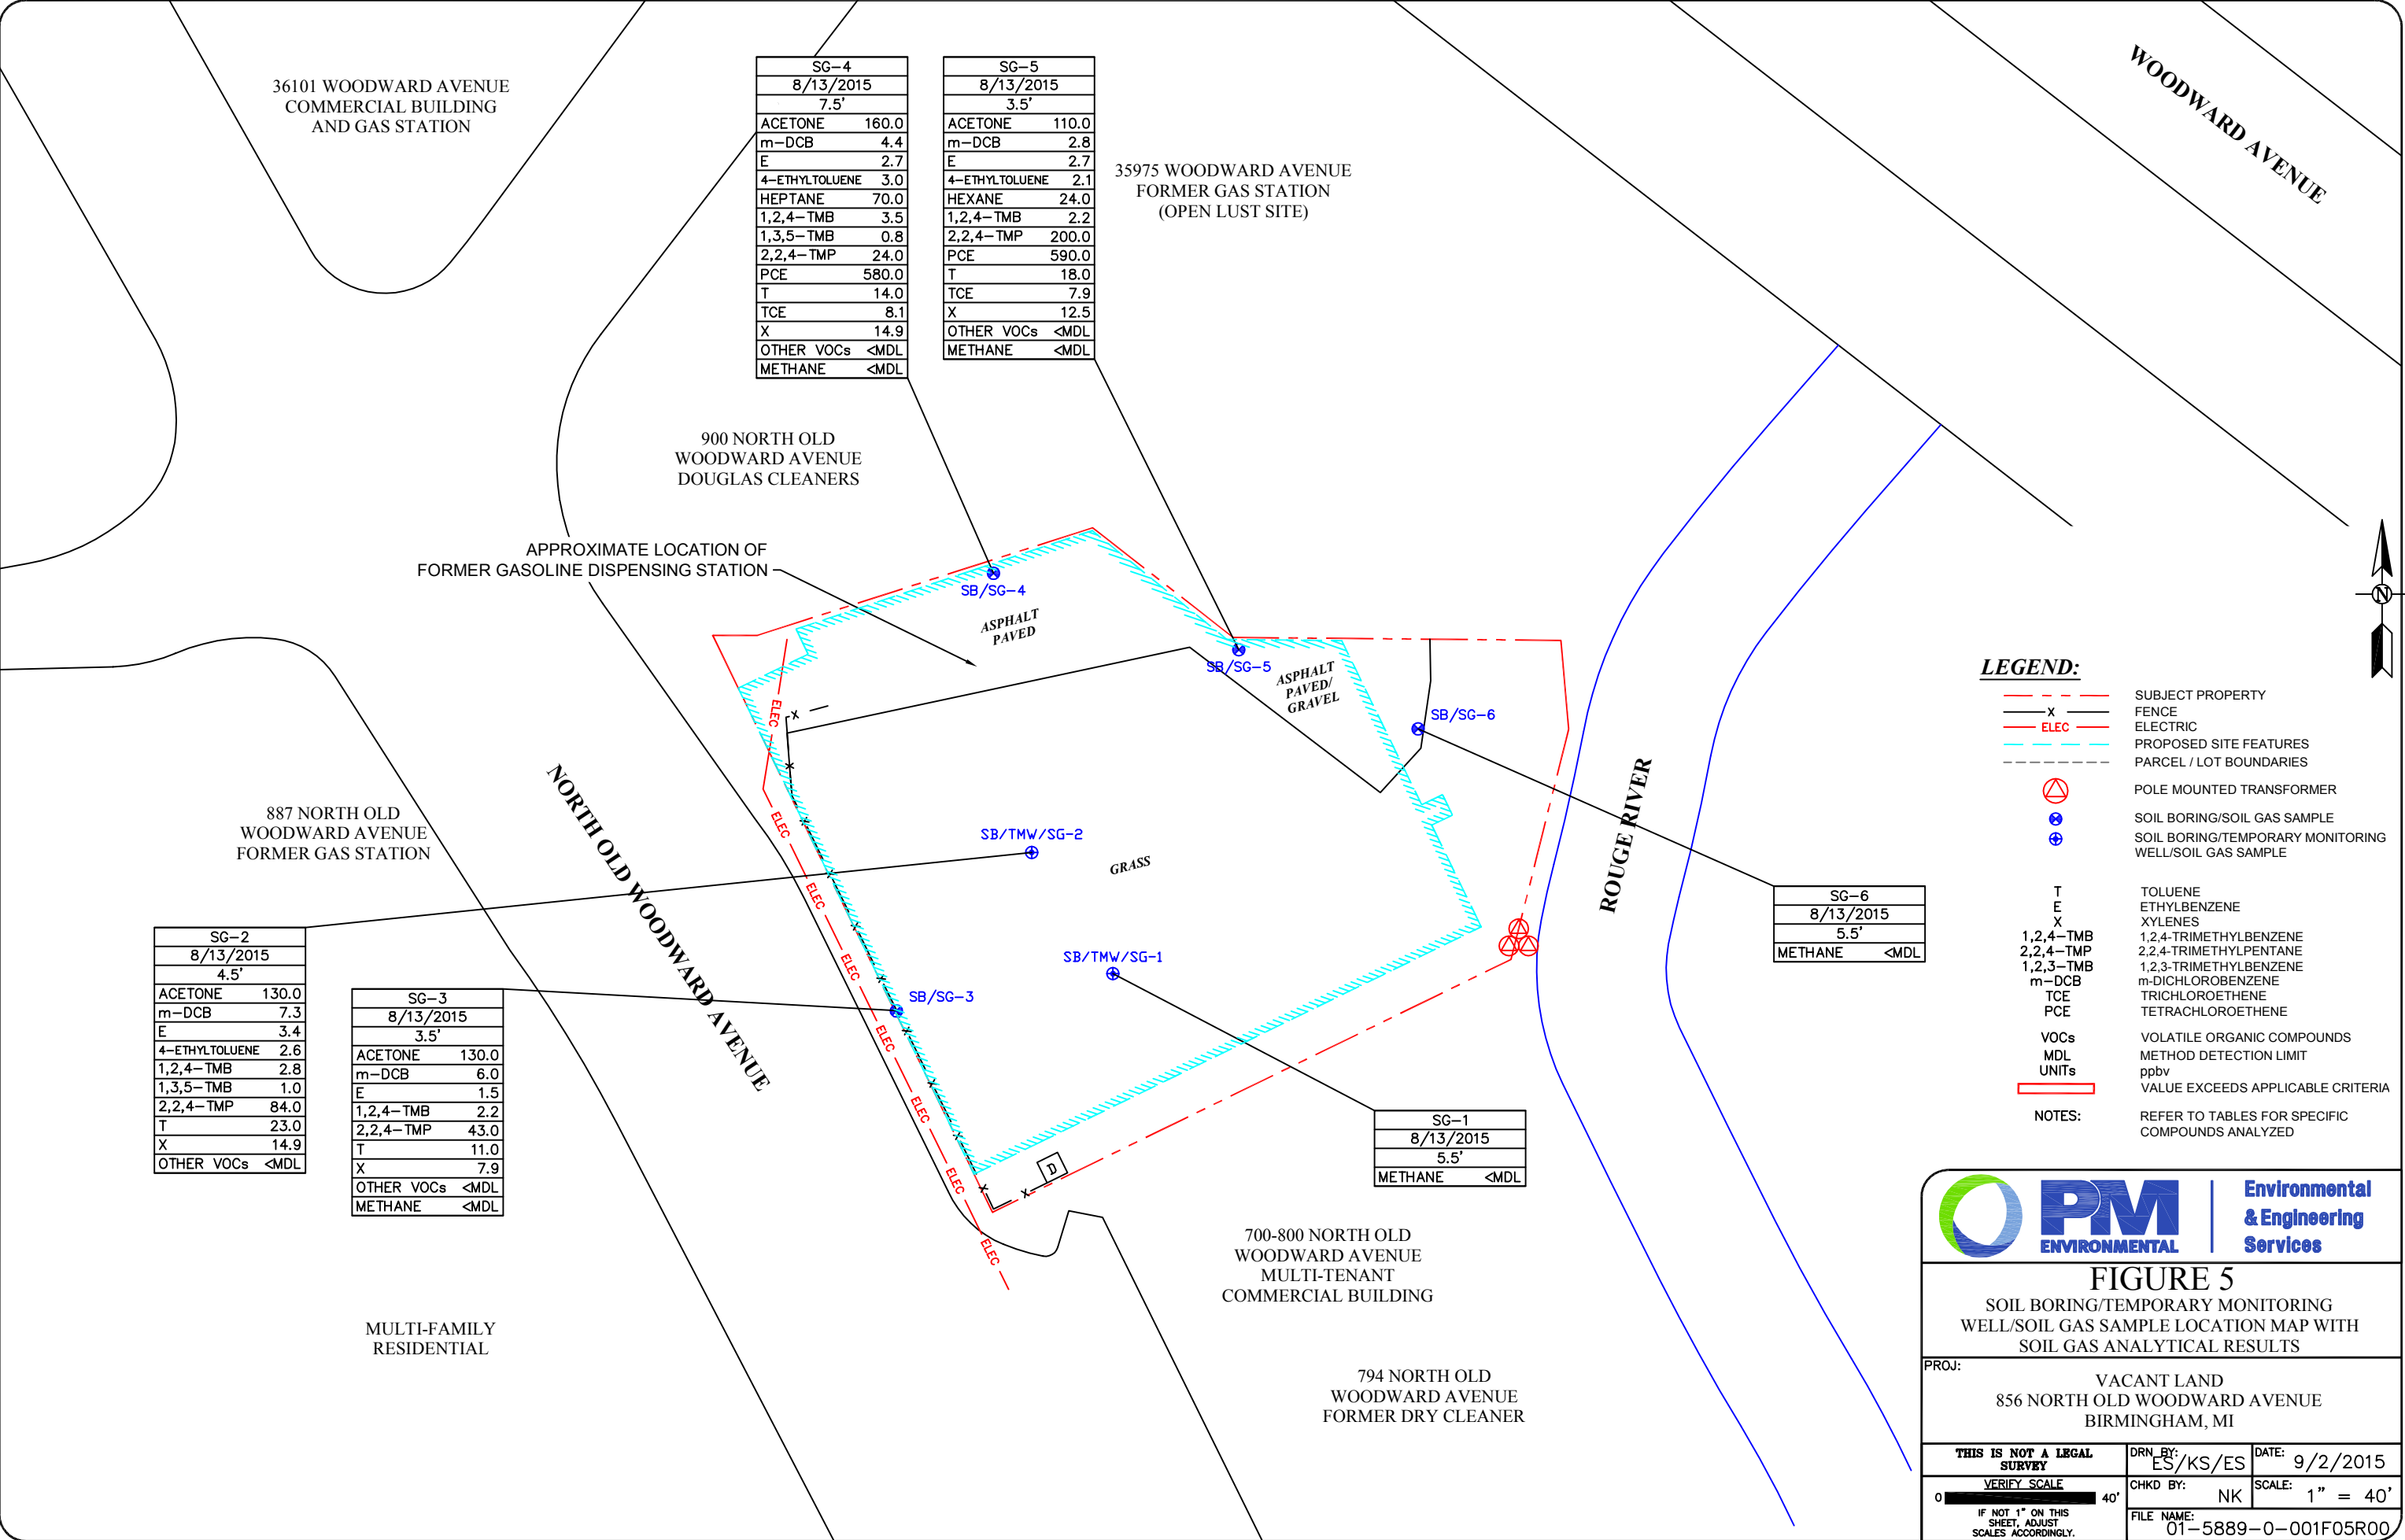 36101 WOODWARD AVENUE
COMMERCIAL BUILDING
AND GAS STATION
SG-4
8/13/2015
7.5'
ACETONE 160.0
m-DCB 4.4
E 2.7
4-ETHYLTOLUENE 3.0
HEPTANE 70.0
1,2,4-TMB 3.5
1,3,5-TMB 0.8
2,2,4-TMP 24.0
PCE 580.0
T 14.0
TCE 8.1
X 14.9
OTHER VOCs <MDL
METHANE <MDL
SG-5
8/13/2015
3.5'
ACETONE 110.0
m-DCB 2.8
E 2.7
4-ETHYLTOLUENE 2.1
HEXANE 24.0
1,2,4-TMB 2.2
2,2,4-TMP 200.0
PCE 590.0
T 18.0
TCE 7.9
X 12.5
OTHER VOCs <MDL
METHANE <MDL
35975 WOODWARD AVENUE
FORMER GAS STATION
(OPEN LUST SITE)
WOODWARD AVENUE
900 NORTH OLD
WOODWARD AVENUE
DOUGLAS CLEANERS
APPROXIMATE LOCATION OF
FORMER GASOLINE DISPENSING STATION
SB/SG-4
ASPHALT
PAVED
SB/SG-5
ASPHALT
PAVED/
GRAVEL
SB/SG-6
ELEC
X
X
X
X
X
X
X
X
X
X
X
ELEC
ELEC
ELEC
ELEC
ELEC
ELEC
ELEC
SB/TMW/SG-2
GRASS
SB/TMW/SG-1
SB/SG-3
NORTH OLD WOODWARD AVENUE
ROUGE RIVER
887 NORTH OLD
WOODWARD AVENUE
FORMER GAS STATION
SG-2
8/13/2015
4.5'
ACETONE 130.0
m-DCB 7.3
E 3.4
4-ETHYLTOLUENE 2.6
1,2,4-TMB 2.8
1,3,5-TMB 1.0
2,2,4-TMP 84.0
T 23.0
X 14.9
OTHER VOCs <MDL
SG-3
8/13/2015
3.5'
ACETONE 130.0
m-DCB 6.0
E 1.5
1,2,4-TMB 2.2
2,2,4-TMP 43.0
T 11.0
X 7.9
OTHER VOCs <MDL
METHANE <MDL
SG-6
8/13/2015
5.5'
METHANE <MDL
SG-1
8/13/2015
5.5'
METHANE <MDL
MULTI-FAMILY
RESIDENTIAL
700-800 NORTH OLD
WOODWARD AVENUE
MULTI-TENANT
COMMERCIAL BUILDING
794 NORTH OLD
WOODWARD AVENUE
FORMER DRY CLEANER
N
LEGEND:
SUBJECT PROPERTY
X FENCE
ELEC ELECTRIC
PROPOSED SITE FEATURES
PARCEL / LOT BOUNDARIES
POLE MOUNTED TRANSFORMER
SOIL BORING/SOIL GAS SAMPLE
SOIL BORING/TEMPORARY MONITORING
WELL/SOIL GAS SAMPLE
T TOLUENE
E ETHYLBENZENE
X XYLENES
1,2,4-TMB 1,2,4-TRIMETHYLBENZENE
2,2,4-TMP 2,2,4-TRIMETHYLPENTANE
1,2,3-TMB 1,2,3-TRIMETHYLBENZENE
m-DCB m-DICHLOROBENZENE
TCE TRICHLOROETHENE
PCE TETRACHLOROETHENE
VOCs VOLATILE ORGANIC COMPOUNDS
MDL METHOD DETECTION LIMIT
UNITs ppbv
VALUE EXCEEDS APPLICABLE CRITERIA
NOTES: REFER TO TABLES FOR SPECIFIC
COMPOUNDS ANALYZED
PM
ENVIRONMENTAL
Environmental
& Engineering
Services
FIGURE 5
SOIL BORING/TEMPORARY MONITORING
WELL/SOIL GAS SAMPLE LOCATION MAP WITH
SOIL GAS ANALYTICAL RESULTS
PROJ:
VACANT LAND
856 NORTH OLD WOODWARD AVENUE
BIRMINGHAM, MI
THIS IS NOT A LEGAL
SURVEY
VERIFY SCALE
0 40'
IF NOT 1" ON THIS
SHEET, ADJUST
SCALES ACCORDINGLY.
DRN BY: ES/KS/ES
DATE: 9/2/2015
CHKD BY: NK
SCALE: 1" = 40'
FILE NAME:
01-5889-0-001F05R00